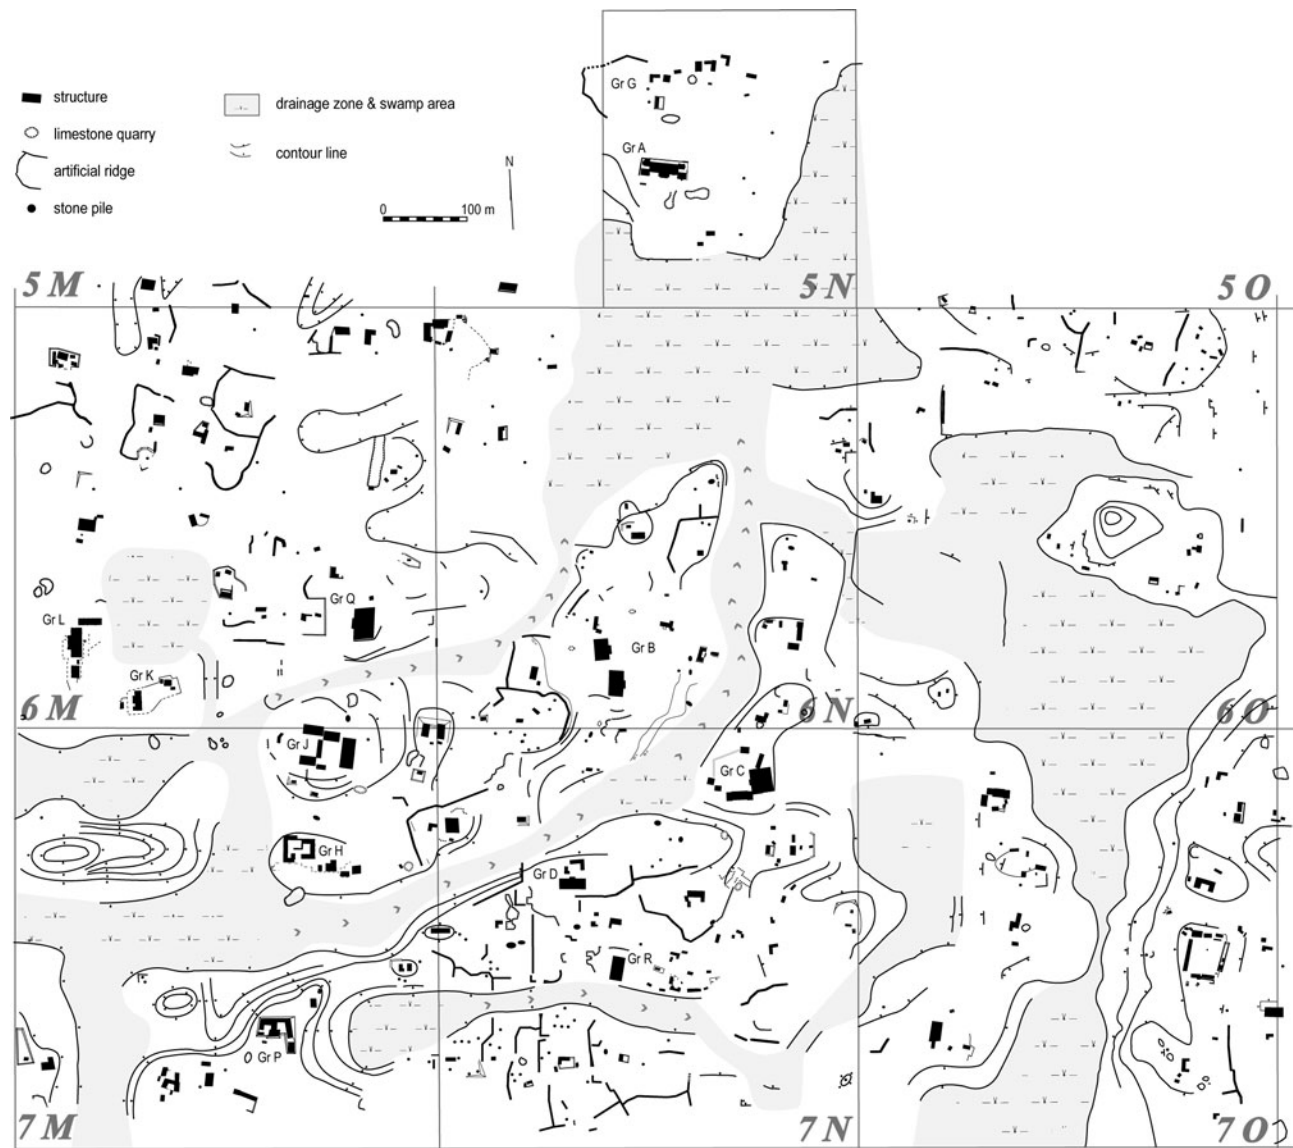 structure
limestone quarry
artificial ridge
stone pile
drainage zone & swamp area
contour line
N
0 100 m
Gr G
Gr A
5 M
5 N
5 O
Gr Q
Gr L
Gr B
Gr K
6 M
6 N
6 O
Gr J
Gr C
Gr H
Gr D
Gr R
Gr P
7 M
7 N
7 O